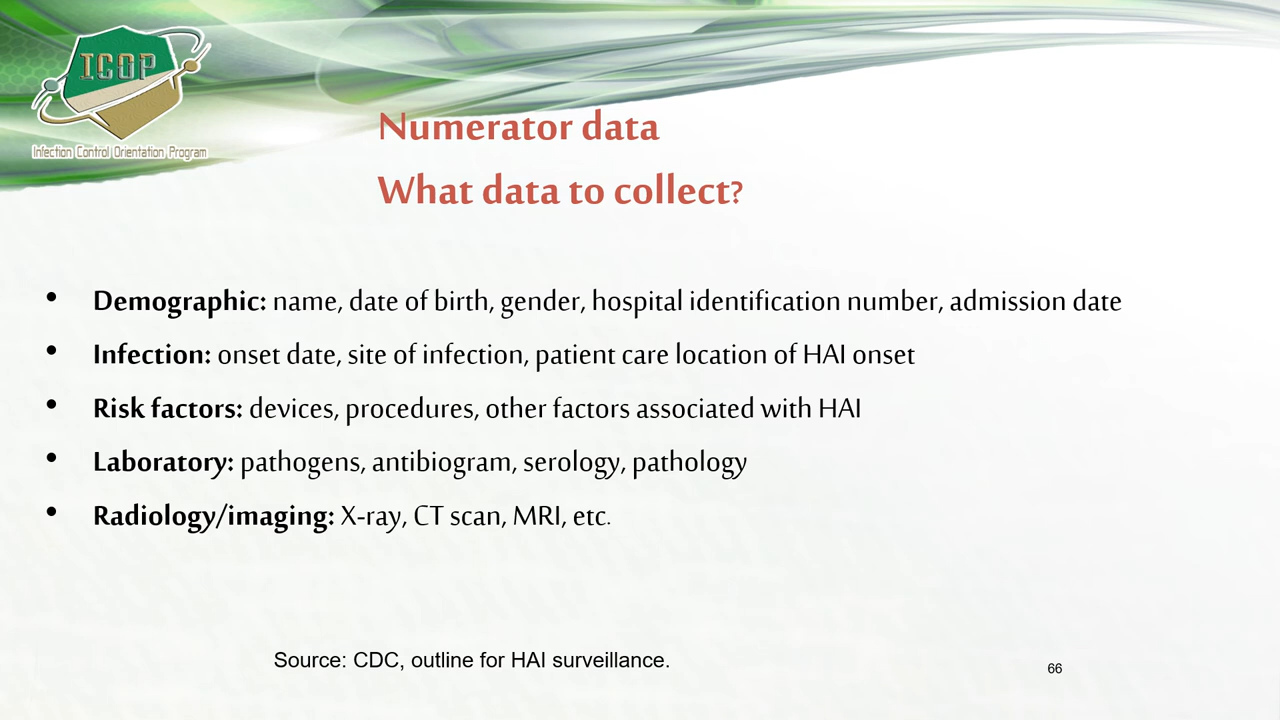 ICOP
Infection Control Orientation Program
Numerator data
What data to collect?
• Demographic: name, date of birth, gender, hospital identification number, admission date
• Infection: onset date, site of infection, patient care location of HAI onset
• Risk factors: devices, procedures, other factors associated with HAI
• Laboratory: pathogens, antibiogram, serology, pathology
• Radiology/imaging: X-ray, CT scan, MRI, etc.
Source: CDC, outline for HAI surveillance.
66